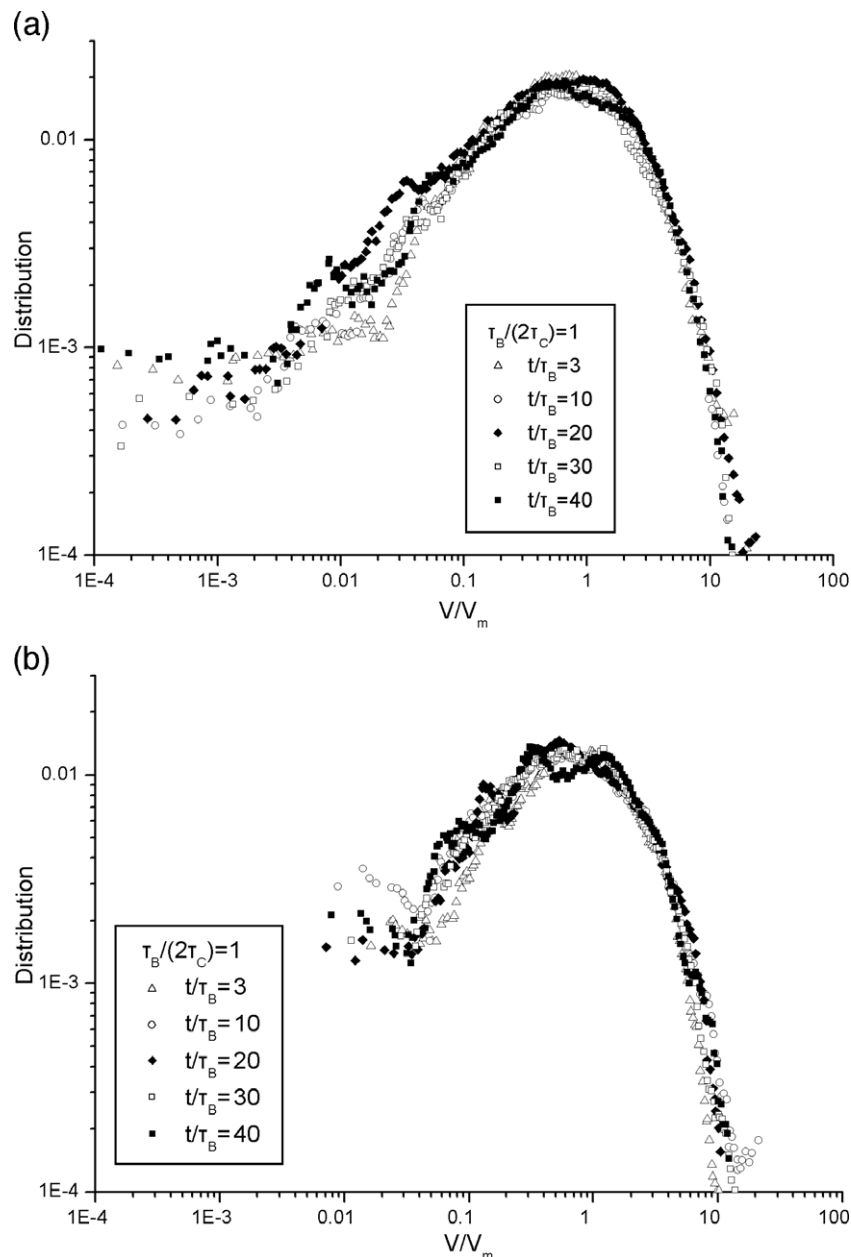 (a)
Distribution
0.01
1E-3
1E-4
τB/(2τC)=1
t/τB=3
t/τB=10
t/τB=20
t/τB=30
t/τB=40
1E-4 1E-3 0.01 0.1 1 10 100
V/Vm
(b)
Distribution
0.01
1E-3
1E-4
τB/(2τC)=1
t/τB=3
t/τB=10
t/τB=20
t/τB=30
t/τB=40
1E-4 1E-3 0.01 0.1 1 10 100
V/Vm